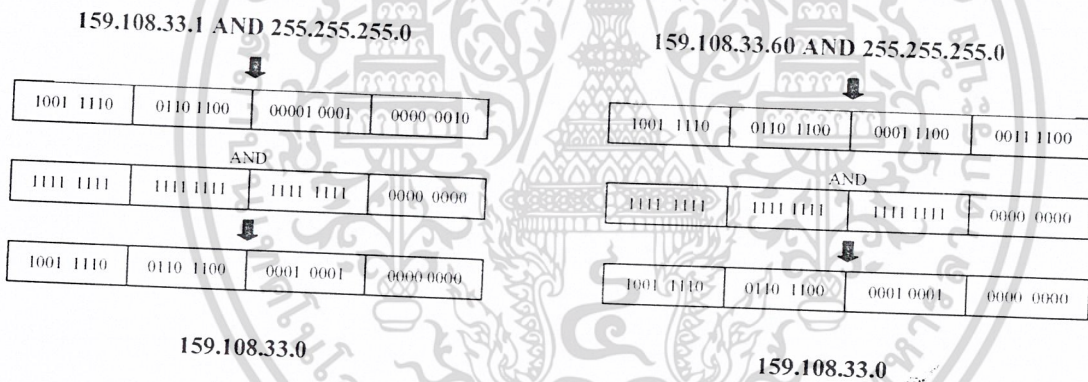 159.108.33.1 AND 255.255.255.0
1001 1110 0110 1100 00001 0001 0000 0010
AND
1111 1111 1111 1111 1111 1111 0000 0000
1001 1110 0110 1100 0001 0001 0000 0000
159.108.33.0
159.108.33.60 AND 255.255.255.0
1001 1110 0110 1100 0001 1100 0011 1100
AND
1111 1111 1111 1111 1111 1111 0000 0000
1001 1110 0110 1100 0001 0001 0000 0000
159.108.33.0